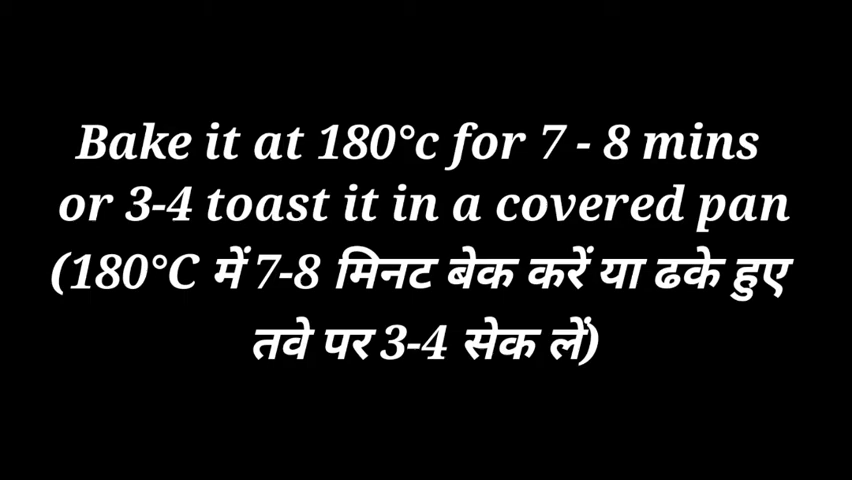 Bake it at 180°c for 7 - 8 mins
or 3-4 toast it in a covered pan
(180°C में 7-8 मिनट बेक करें या ढके हुए
तवे पर 3-4 सेक लें)